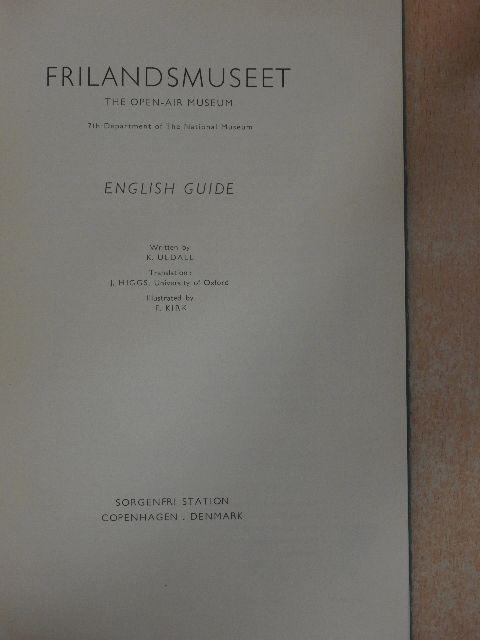 FRILANDSMUSEET
THE OPEN-AIR MUSEUM
7th Department of The National Museum
ENGLISH GUIDE
Written by
K. ULDALL
Translation:
J. HIGGS, University of Oxford
Illustrated by
F. KIRK
SORGENFRI STATION
COPENHAGEN . DENMARK